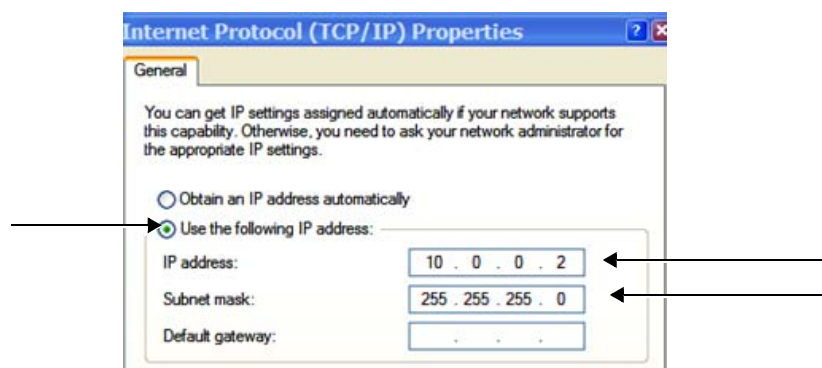 Internet Protocol (TCP/IP) Properties
General
You can get IP settings assigned automatically if your network supports
this capability. Otherwise, you need to ask your network administrator for
the appropriate IP settings.
Obtain an IP address automatically
Use the following IP address:
IP address: 10 . 0 . 0 . 2
Subnet mask: 255 . 255 . 255 . 0
Default gateway: . . .